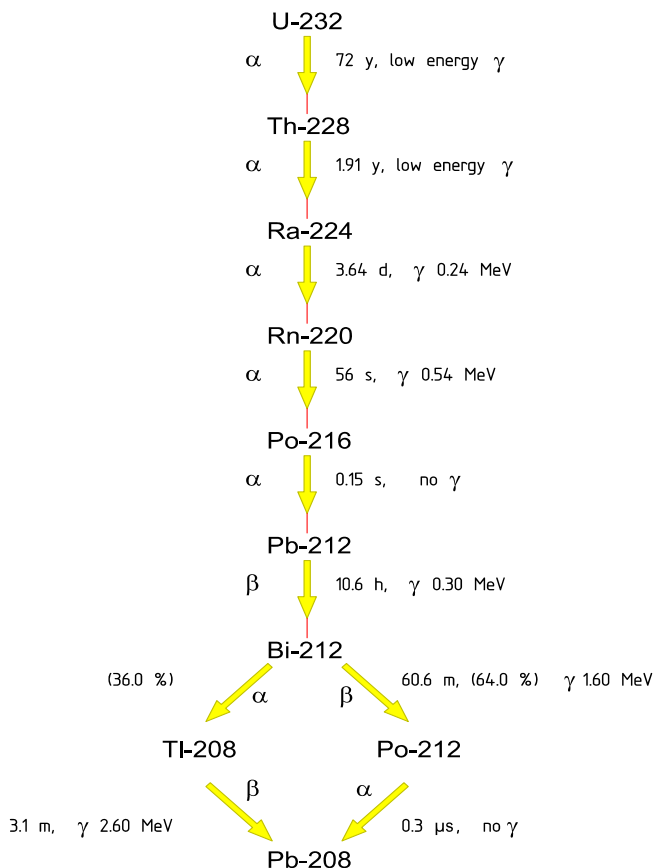 U-232
α 72 y, low energy γ
Th-228
α 1.91 y, low energy γ
Ra-224
α 3.64 d, γ 0.24 MeV
Rn-220
α 56 s, γ 0.54 MeV
Po-216
α 0.15 s, no γ
Pb-212
β 10.6 h, γ 0.30 MeV
Bi-212
(36.0 %) α β 60.6 m, (64.0 %) γ 1.60 MeV
Tl-208 Po-212
3.1 m, γ 2.60 MeV β α 0.3 µs, no γ
Pb-208